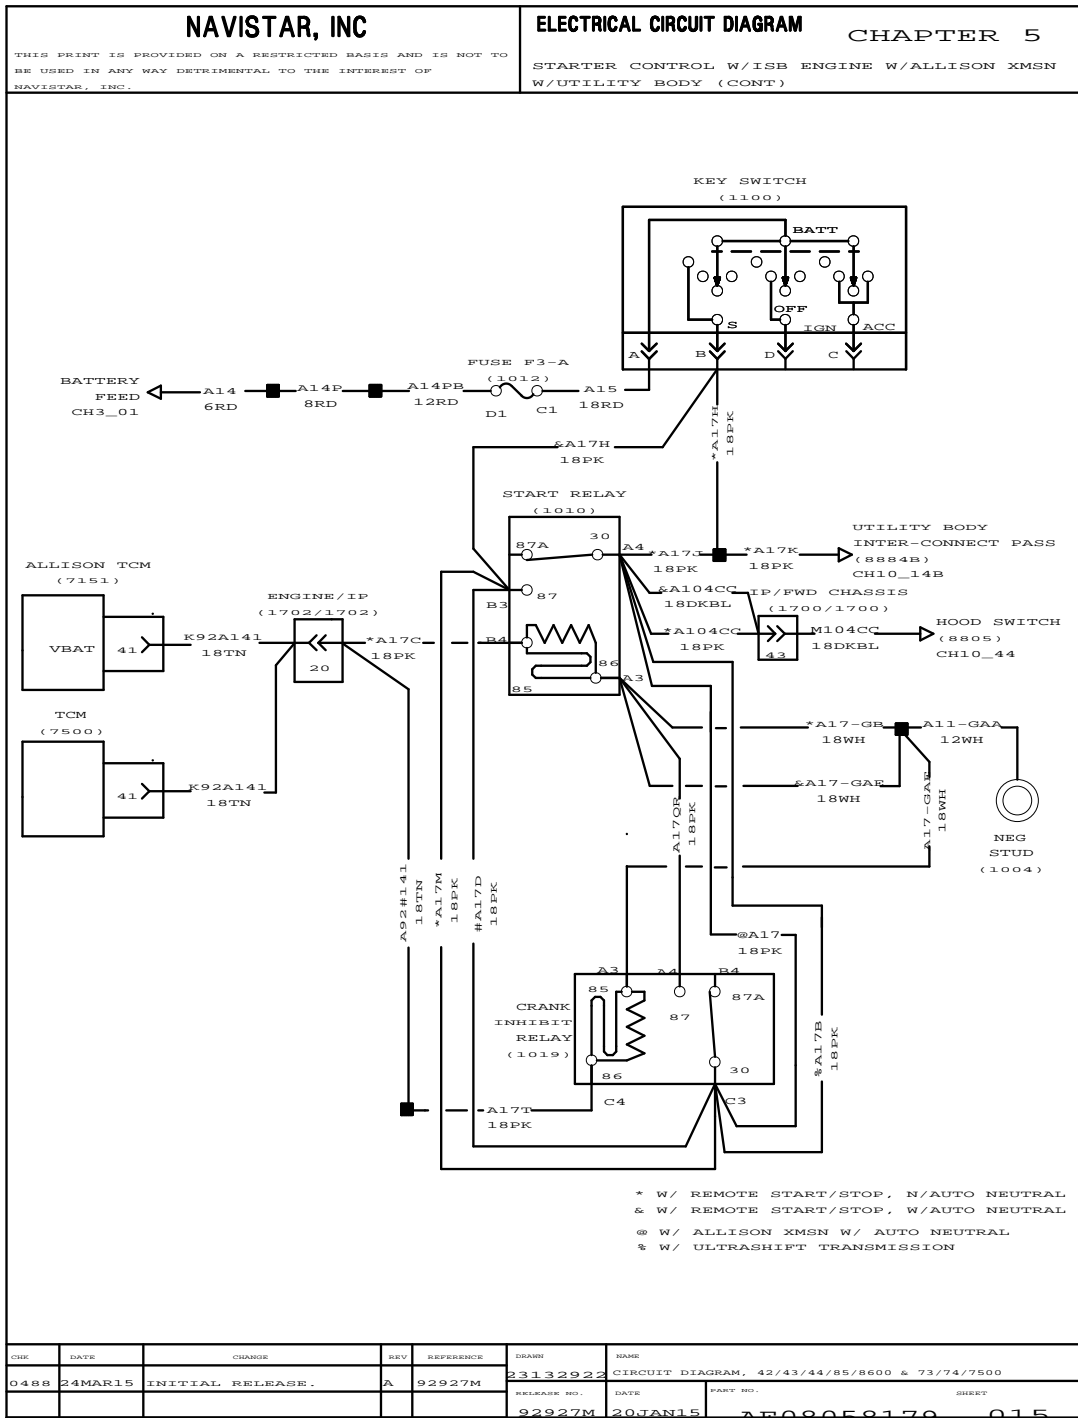 NAVISTAR, INC
THIS PRINT IS PROVIDED ON A RESTRICTED BASIS AND IS NOT TO
BE USED IN ANY WAY DETRIMENTAL TO THE INTEREST OF
NAVISTAR, INC.
ELECTRICAL CIRCUIT DIAGRAM
CHAPTER 5
STARTER CONTROL W/ISB ENGINE W/ALLISON XMSN
W/UTILITY BODY (CONT)
KEY SWITCH
(1100)
BATT
OFF
S
IGN
ACC
A
B
D
C
FUSE F3-A
(1012)
BATTERY
FEED
CH3_01
A14
6RD
A14P
8RD
A14PB
12RD
D1
C1
A15
18RD
&A17H
18PK
*A17H
18PK
START RELAY
(1010)
87A
30
A4
*A17J
18PK
*A17K
18PK
UTILITY BODY
INTER-CONNECT PASS
(8884B)
CH10_14B
ALLISON TCM
(7151)
VBAT
41
K92A141
18TN
ENGINE/IP
(1702/1702)
20
*A17C
18PK
B3
87
B4
85
86
A3
&A104CC
18DKBL
IP/FWD CHASSIS
(1700/1700)
*A104CC
18PK
43
M104CC
18DKBL
HOOD SWITCH
(8805)
CH10_44
TCM
(7500)
41
K92A141
18TN
*A17-GB
18WH
A11-GAA
12WH
&A17-GAE
18WH
A17-GAE
18WH
NEG
STUD
(1004)
A17QR
18PK
A92#141
18TN
*A17M
18PK
#A17D
18PK
@A17
18PK
%A17B
18PK
A3
A4
B4
85
87
87A
CRANK
INHIBIT
RELAY
(1019)
86
30
C4
C3
A17T
18PK
* W/ REMOTE START/STOP, N/AUTO NEUTRAL
& W/ REMOTE START/STOP, W/AUTO NEUTRAL
@ W/ ALLISON XMSN W/ AUTO NEUTRAL
% W/ ULTRASHIFT TRANSMISSION
CHK DATE CHANGE REV REFERENCE DRAWN NAME
0488 24MAR15 INITIAL RELEASE. A 92927M 23132922 CIRCUIT DIAGRAM, 42/43/44/85/8600 & 73/74/7500
RELEASE NO. DATE PART NO. SHEET
92927M 20JAN15 AF08058179 015